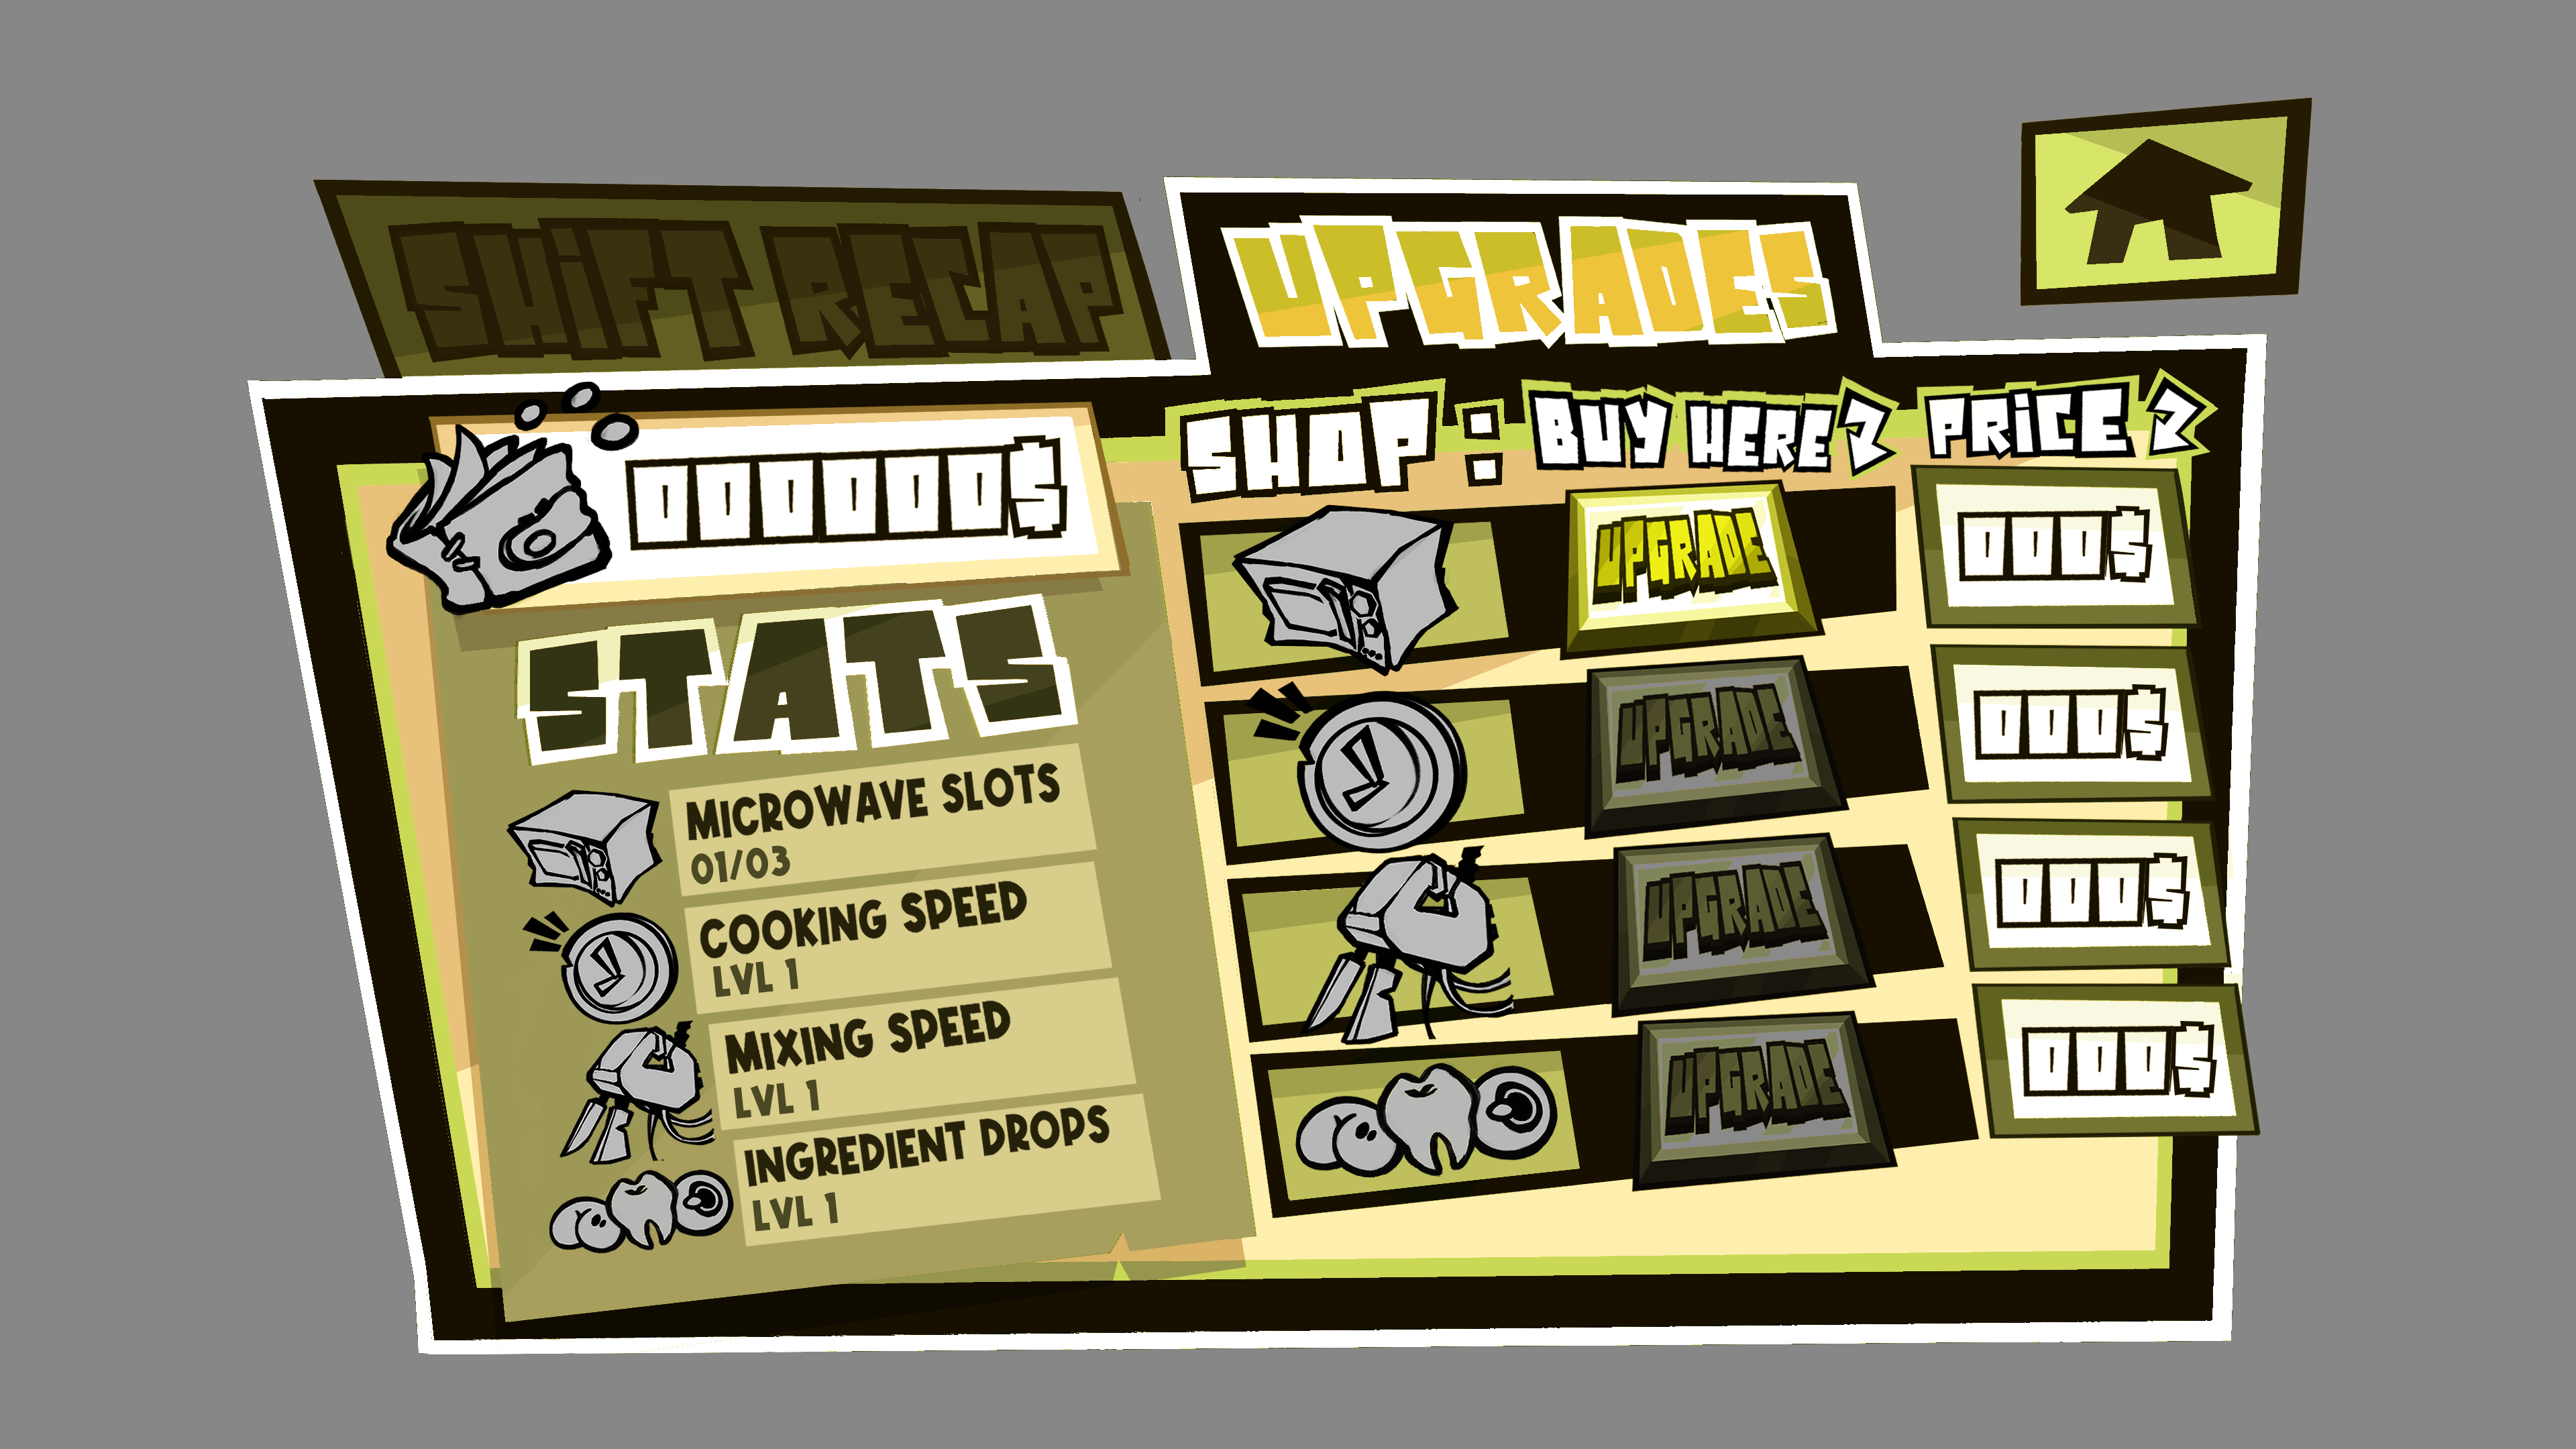 SHiFT RECAP
UPGRADES
000000$
SHOP :
BUY HERE
PRiCE
STATS
MICROWAVE SLOTS
01/03
COOKING SPEED
LVL 1
MIXING SPEED
LVL 1
INGREDIENT DROPS
LVL 1
UPGRADE
000$
UPGRADE
000$
UPGRADE
000$
UPGRADE
000$